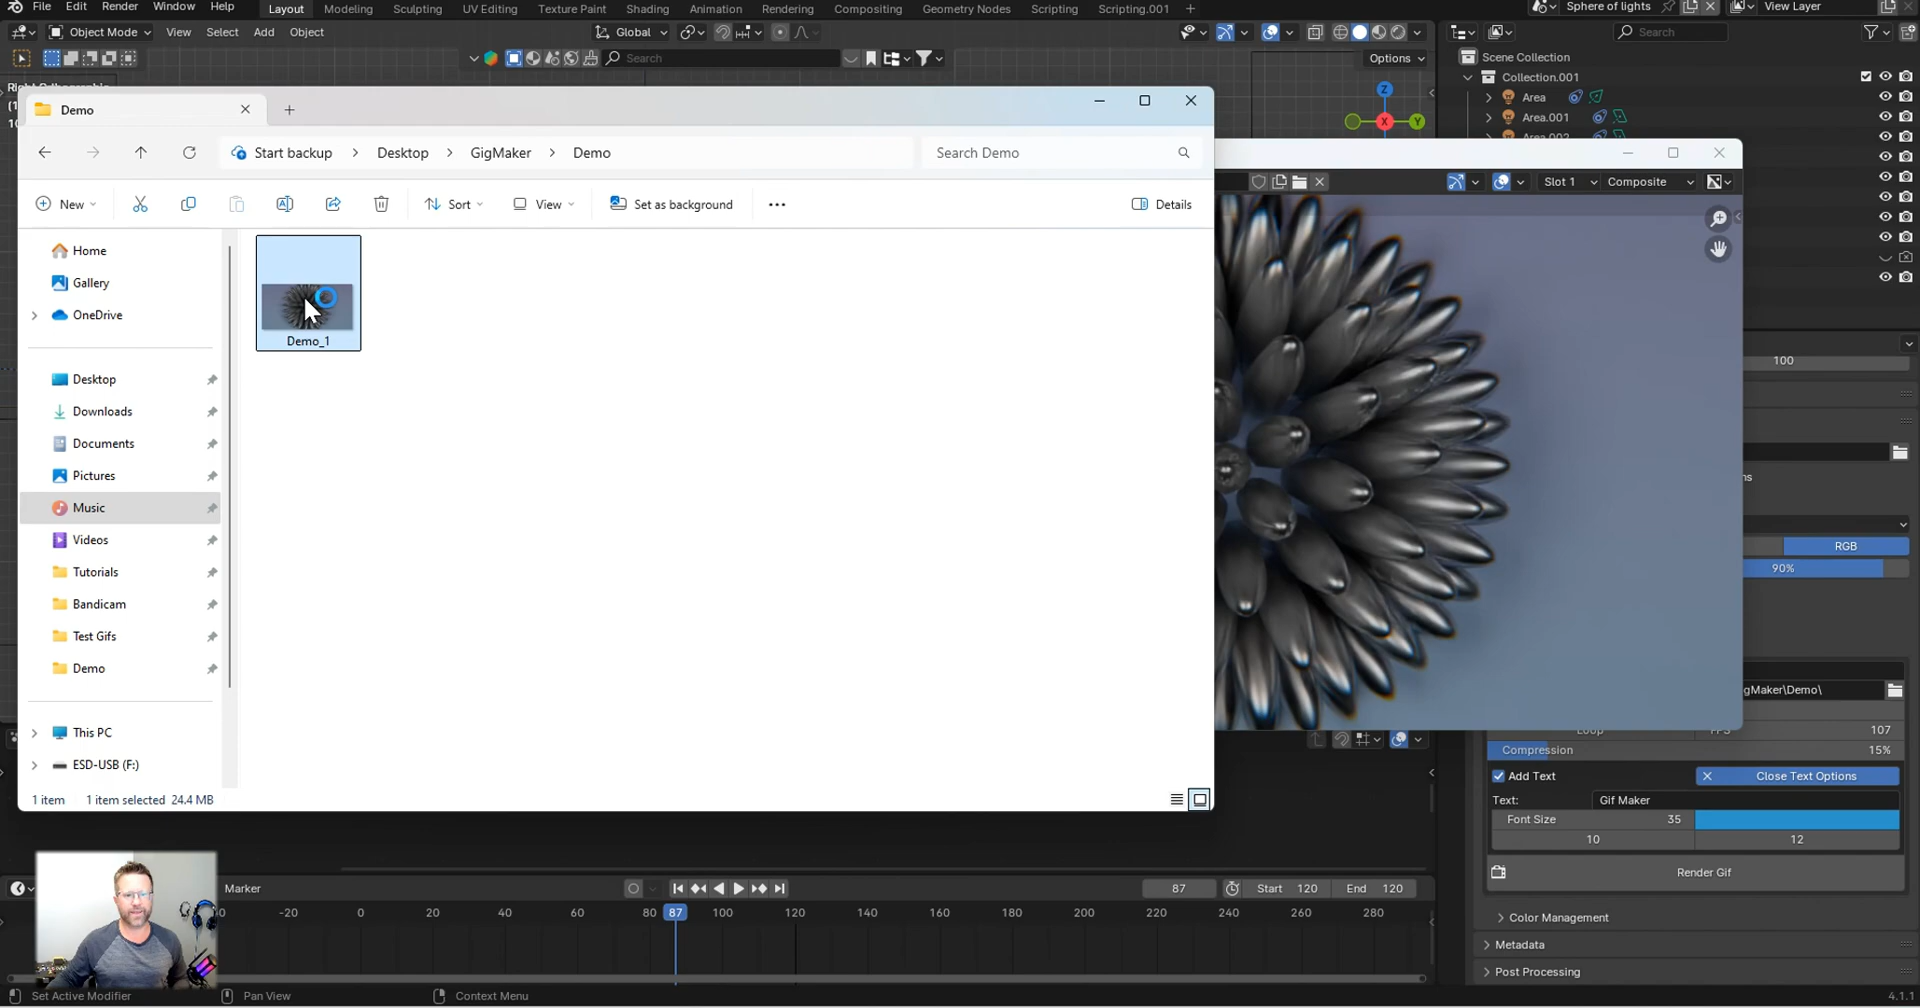 File Edit Render Window Help Layout Modeling Sculpting UV Editing Texture Paint Shading Animation Rendering Compositing Geometry Nodes Scripting Scripting.001 + Sphere of lights View Layer
Object Mode View Select Add Object Global Search
Search Options Scene Collection
Collection.001
Area
Area.001
Demo
Start backup > Desktop > GigMaker > Demo Search Demo
Slot 1 Composite
New Sort View Set as background Details
Home
Gallery
OneDrive
Demo_1
100
Desktop
Downloads
Documents
Pictures
Music
Videos
RGB
90%
Tutorials
Bandicam
Test Gifs
Demo
gMaker\Demo\
This PC
107
Compression 15%
ESD-USB (F:)
Add Text Close Text Options
1 item 1 item selected 24.4 MB
Text: Gif Maker
Font Size 35
10 12
Render Gif
Marker 87 Start 120 End 120
-20 0 20 40 60 80 87 100 120 140 160 180 200 220 240 260 280
Color Management
Metadata
Post Processing
Set Active Modifier Pan View Context Menu 4.1.1